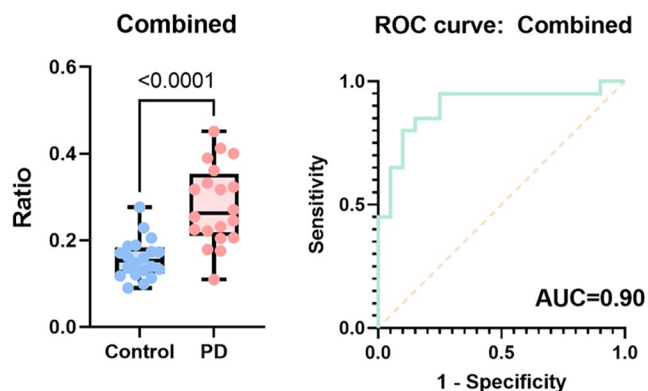 Combined
<0.0001
0.6
0.4
0.2
0.0
Ratio
Control PD
ROC curve: Combined
1.0
0.5
0.0
Sensitivity
AUC=0.90
0.0 0.5 1.0
1 - Specificity